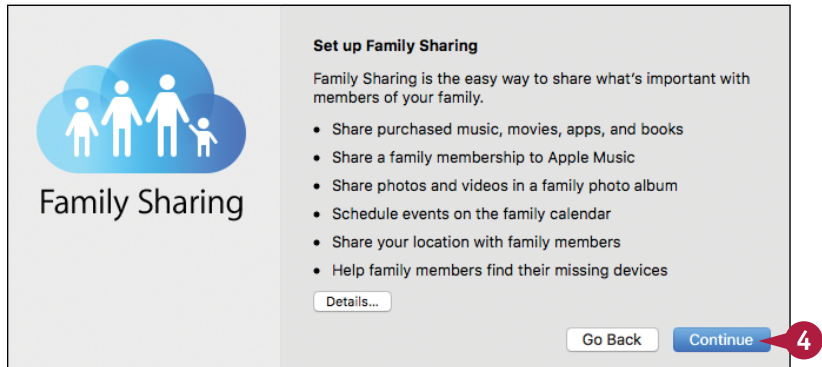 Set up Family Sharing
Family Sharing is the easy way to share what's important with
members of your family.
• Share purchased music, movies, apps, and books
• Share a family membership to Apple Music
• Share photos and videos in a family photo album
• Schedule events on the family calendar
• Share your location with family members
• Help family members find their missing devices
Details...
Family Sharing
Go Back
Continue
4